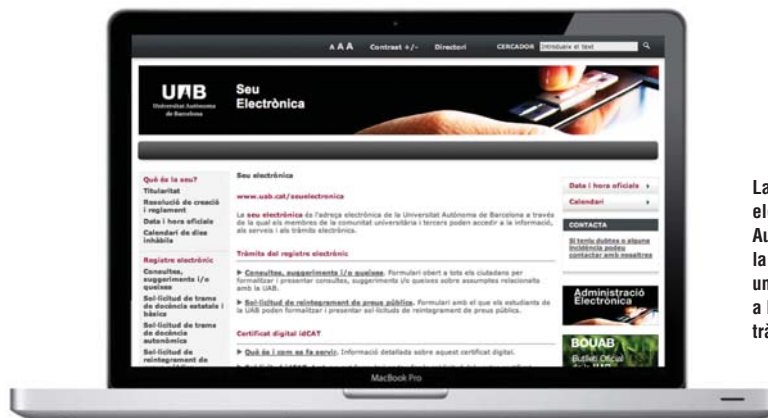 A A A Contrast +/- Directori CERCADOR Introdueix el text
UAB
Universitat Autònoma
de Barcelona
Seu
Electrònica
Què és la seu?
Titularitat
Resolució de creació
i reglament
Data i hora oficials
Calendari de dies
inhàbils
Registre electrònic
Consultes,
suggeriments i/o
queixes
Sol·licitud de trams
de docència estatals i
bàsics
Sol·licitud de trams
de docència
autonòmics
Sol·licitud de
reintegrament de
Seu electrònica
www.uab.cat/seuelectronica
La seu electrònica és l'adreça electrònica de la Universitat Autònoma de Barcelona a través
de la qual els membres de la comunitat universitària i tercers poden accedir a la informació,
als serveis i als tràmits electrònics.
Tràmits del registre electrònic
Consultes, suggeriments i/o queixes. Formulari obert a tots els ciutadans per
formalitzar i presentar consultes, suggeriments i/o queixes sobre assumptes relacionats
amb la UAB.
Sol·licitud de reintegrament de preus públics. Formulari amb el que els estudiants de
la UAB poden formalitzar i presentar sol·licituds de reintegrament de preus públics.
Certificat digital idCAT
Què és i com es fa servir. Informació detallada sobre aquest certificat digital.
Data i hora oficials
Calendari
CONTACTA
Si teniu dubtes o alguna
incidència podeu
contactar amb nosaltres
Administració
Electrònica
BOUAB
Butlletí Oficial
de la UAB
MacBook Pro
La
ele
Au
la
un
a l
trà